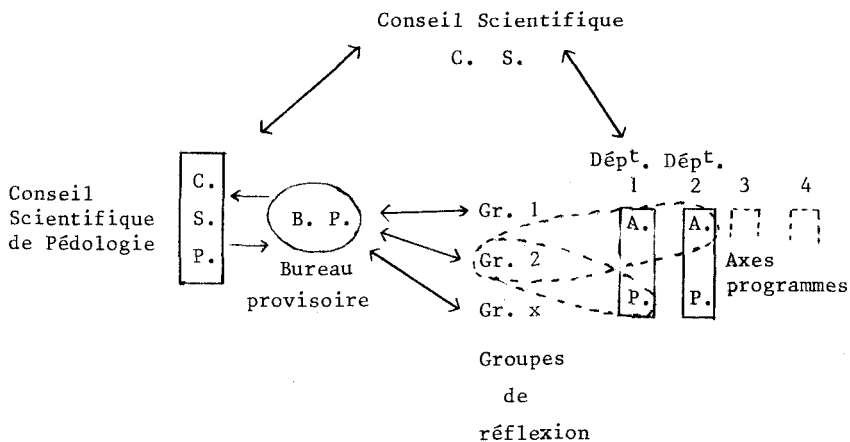 Conseil Scientifique
C. S.
Conseil
Scientifique
de Pédologie
C.
S.
P.
B. P.
Bureau
provisoire
Gr. 1
Gr. 2
Gr. x
Groupes
de
réflexion
Dépt. Dépt.
1 2 3 4
A. A.
P. P.
Axes
programmes